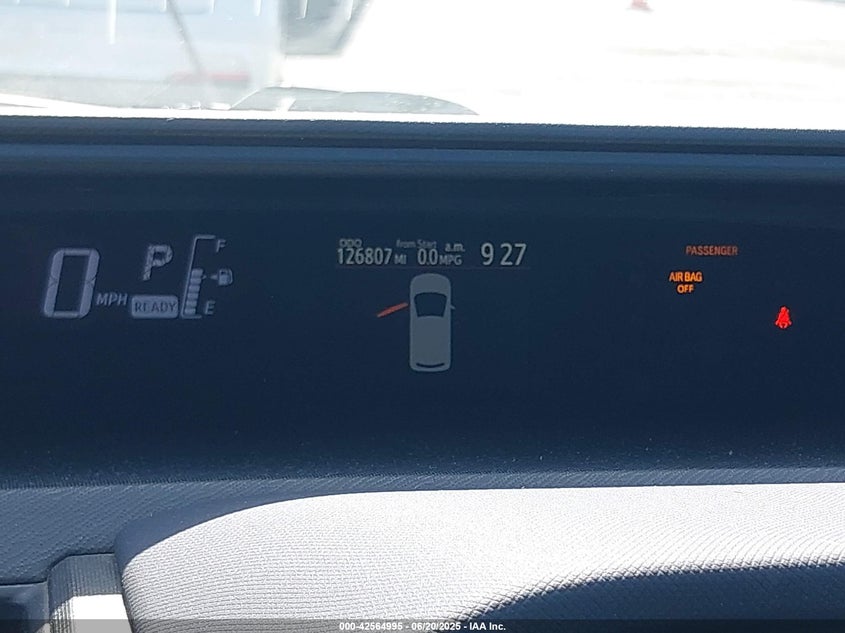 0 MPH
P
READY
F
E
ODO
126807 MI
from Start
0.0 MPG
a.m.
9 27
PASSENGER
AIR BAG
OFF
000-42564995 - 06/20/2025 - IAA Inc.